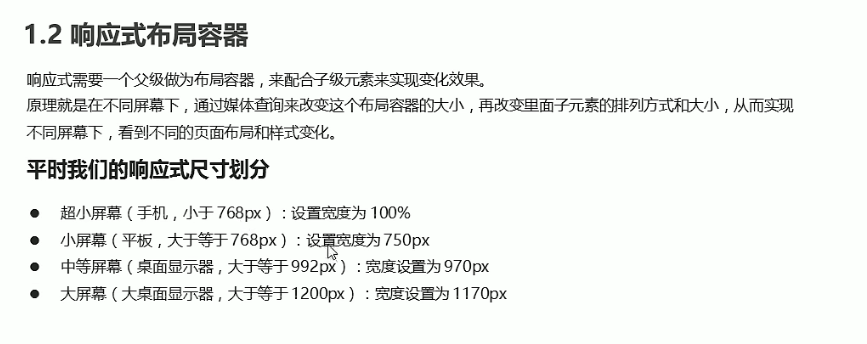 1.2 响应式布局容器
响应式需要一个父级做为布局容器，来配合子级元素来实现变化效果。
原理就是在不同屏幕下，通过媒体查询来改变这个布局容器的大小，再改变里面子元素的排列方式和大小，从而实现
不同屏幕下，看到不同的页面布局和样式变化。
平时我们的响应式尺寸划分
● 超小屏幕（手机，小于 768px）：设置宽度为 100%
● 小屏幕（平板，大于等于 768px）：设置宽度为 750px
● 中等屏幕（桌面显示器，大于等于 992px）：宽度设置为 970px
● 大屏幕（大桌面显示器，大于等于 1200px）：宽度设置为 1170px